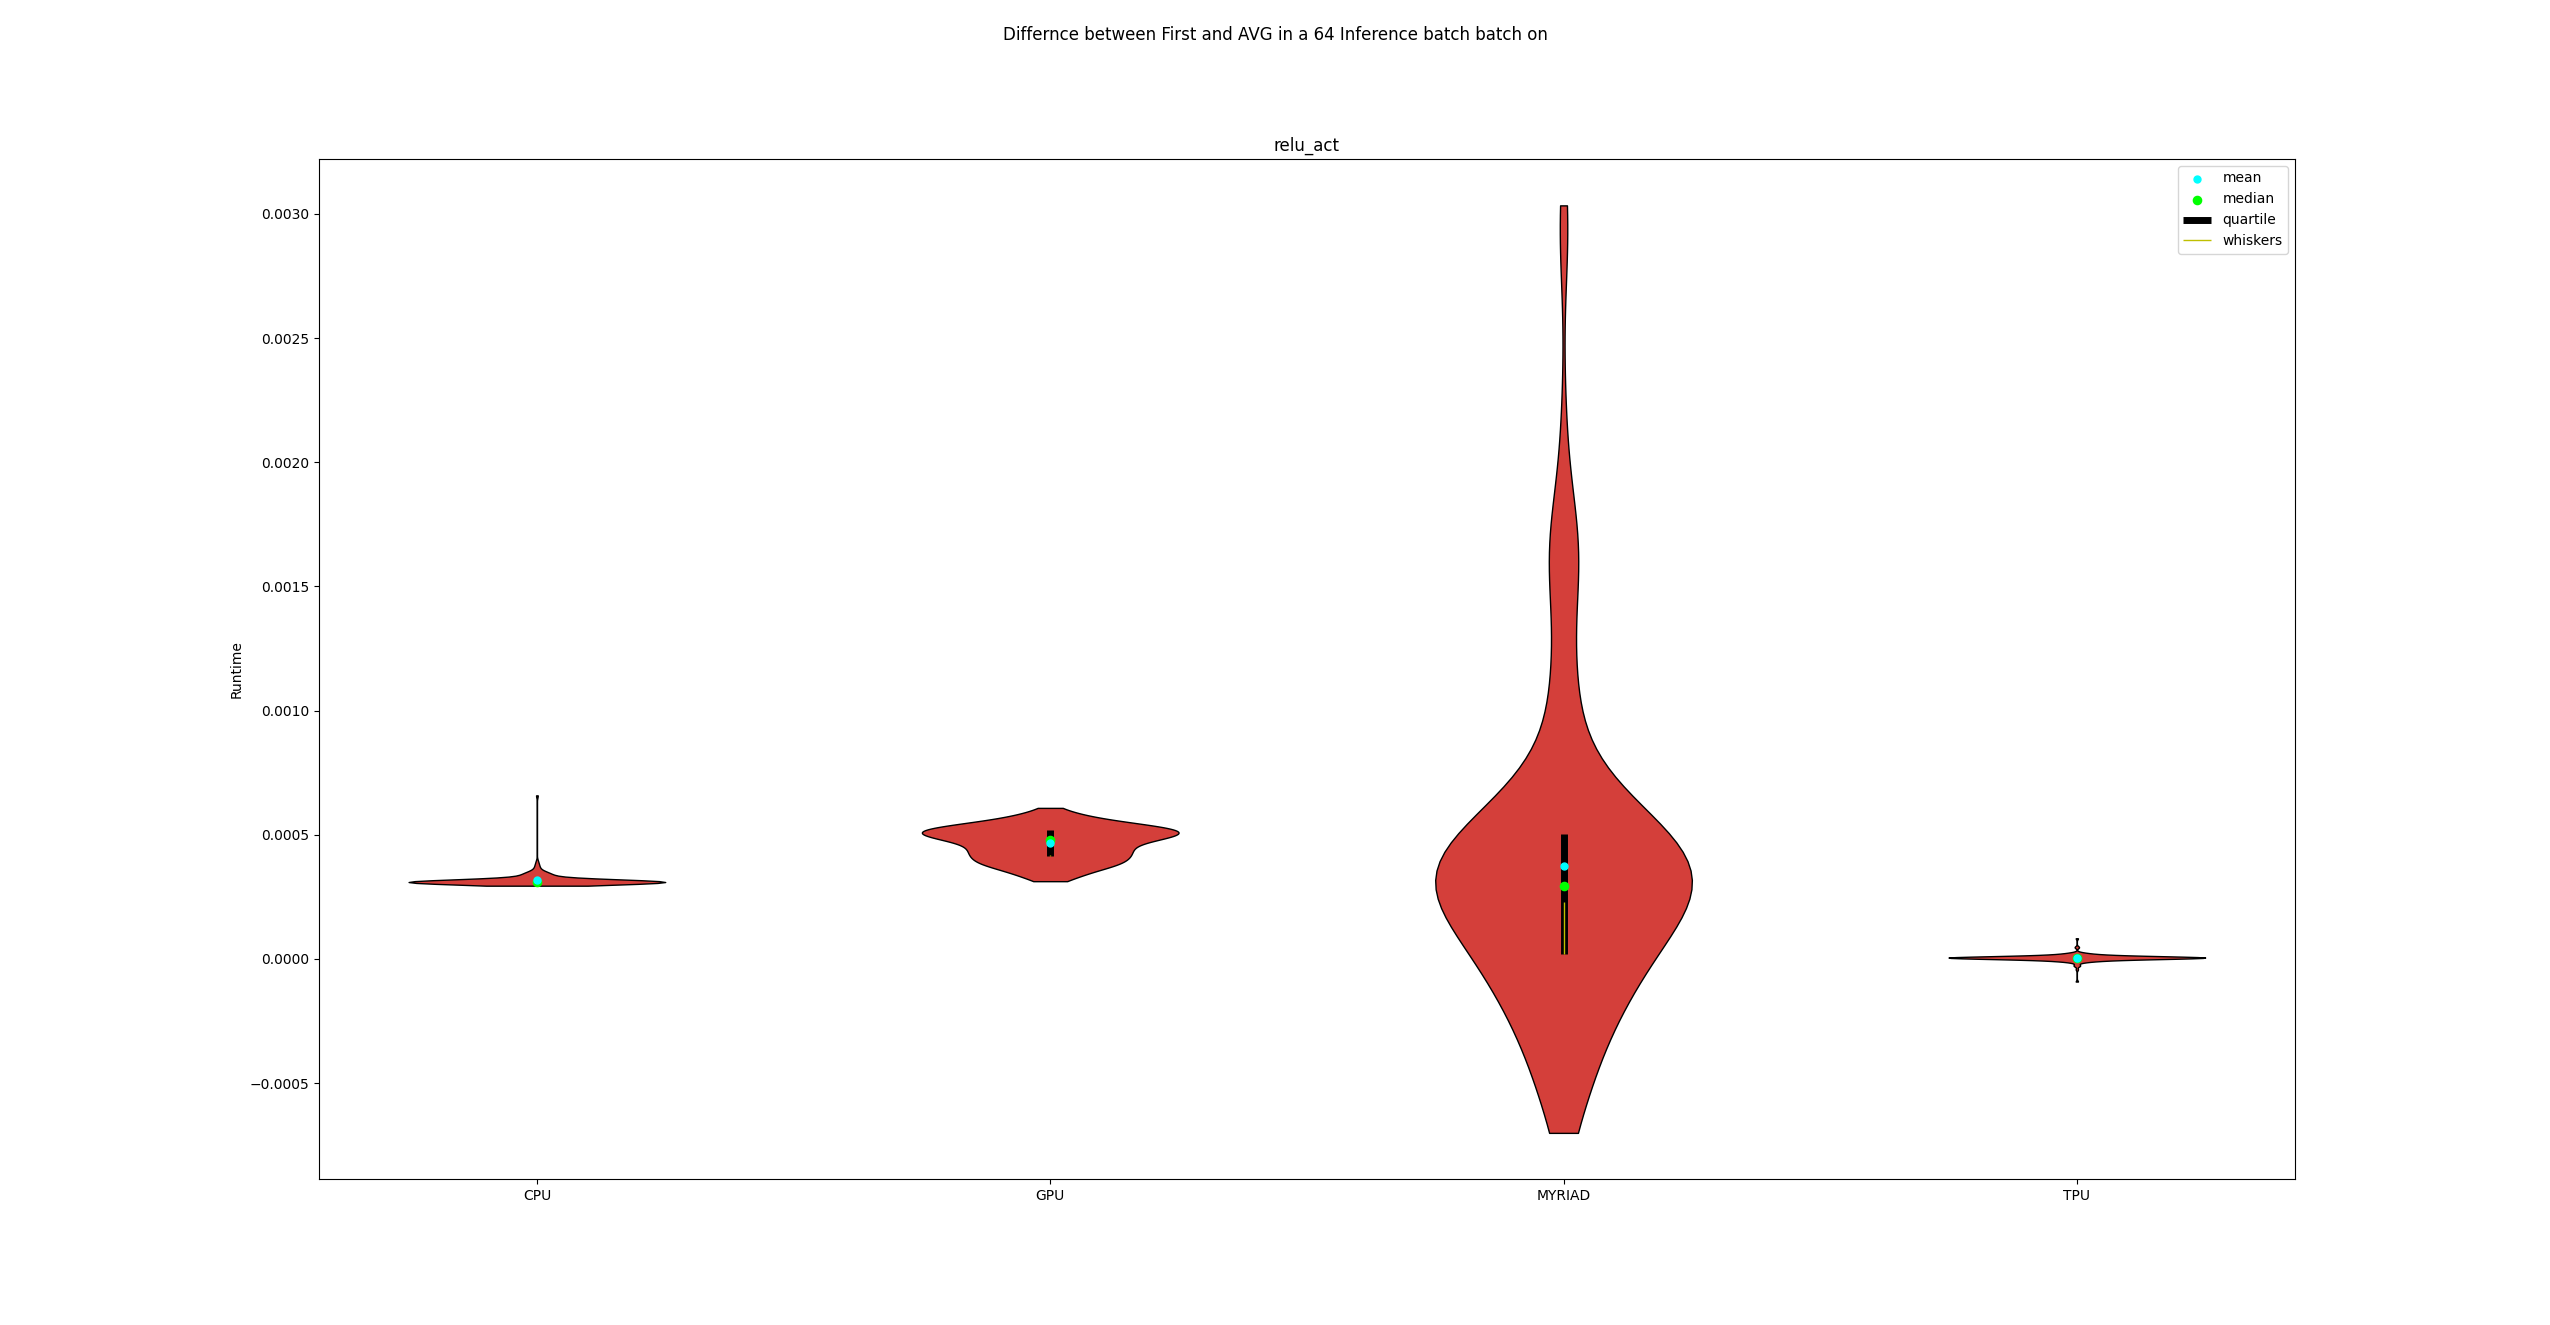 Differnce between First and AVG in a 64 Inference batch batch on
relu_act
mean
median
quartile
whiskers
0.0030
0.0025
0.0020
0.0015
0.0010
0.0005
0.0000
−0.0005
Runtime
CPU
GPU
MYRIAD
TPU